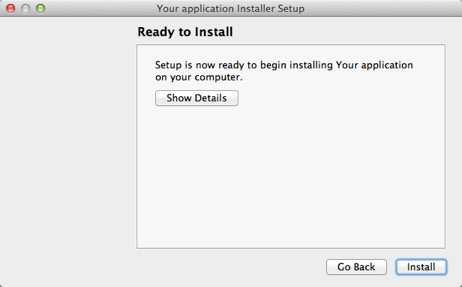 Your application Installer Setup
Ready to Install
Setup is now ready to begin installing Your application
on your computer.
Show Details
Go Back
Install